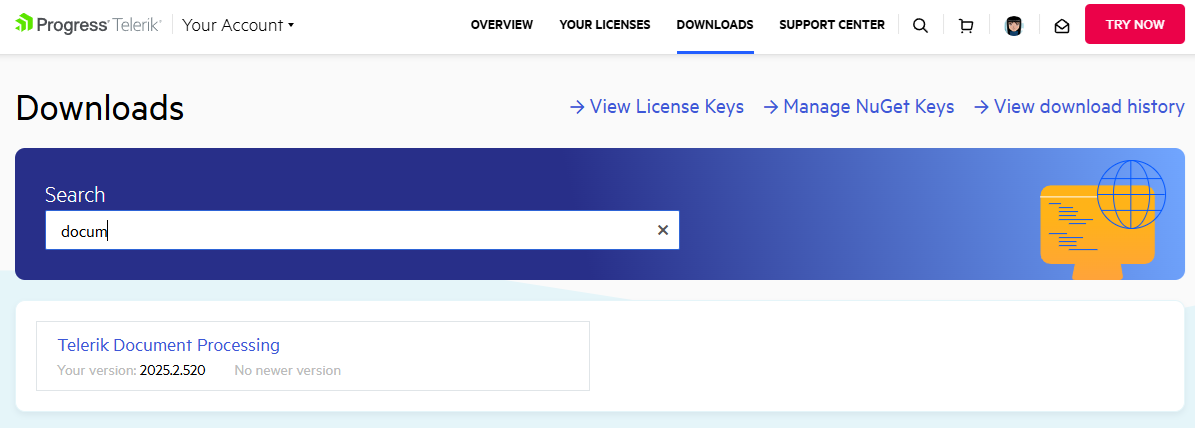 Progress Telerik Your Account OVERVIEW YOUR LICENSES DOWNLOADS SUPPORT CENTER TRY NOW
Downloads → View License Keys → Manage NuGet Keys → View download history
Search
docum ×
Telerik Document Processing
Your version: 2025.2.520 No newer version